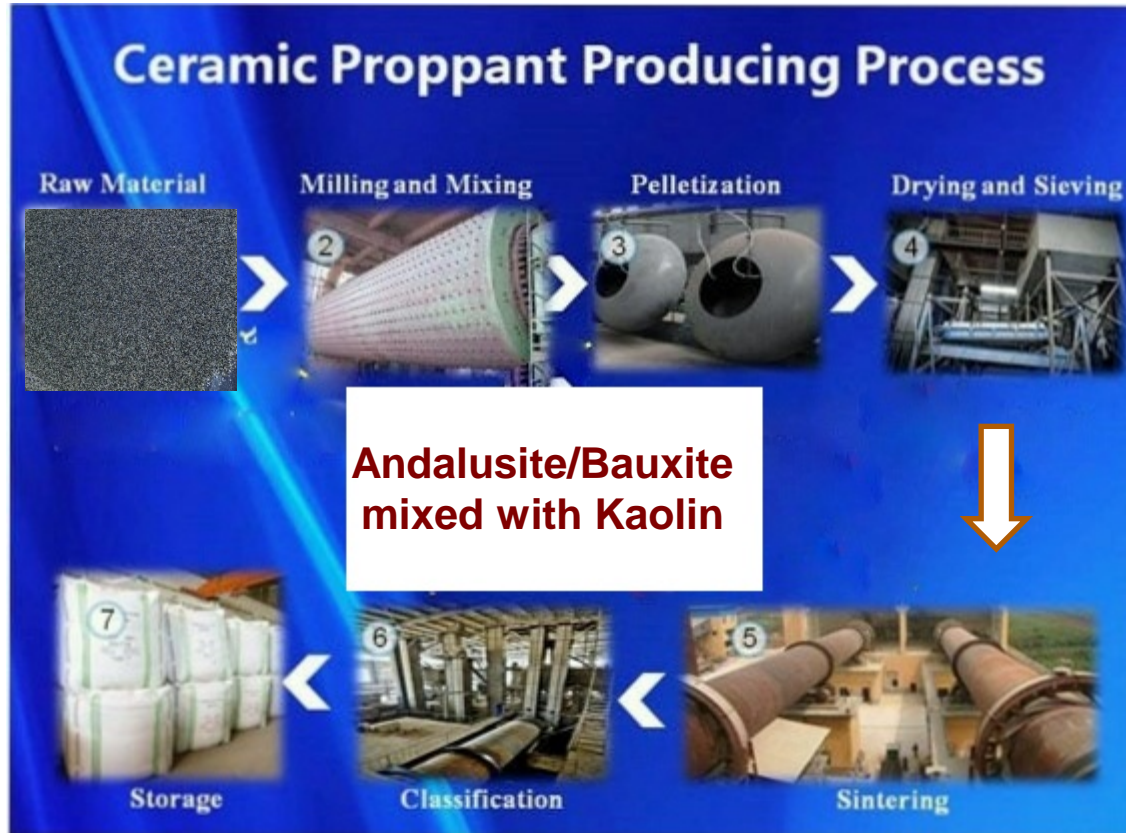 Ceramic Proppant Producing Process
Raw Material
Milling and Mixing
Pelletization
Drying and Sieving
2
3
4
Andalusite/Bauxite
mixed with Kaolin
7
6
5
Storage
Classification
Sintering